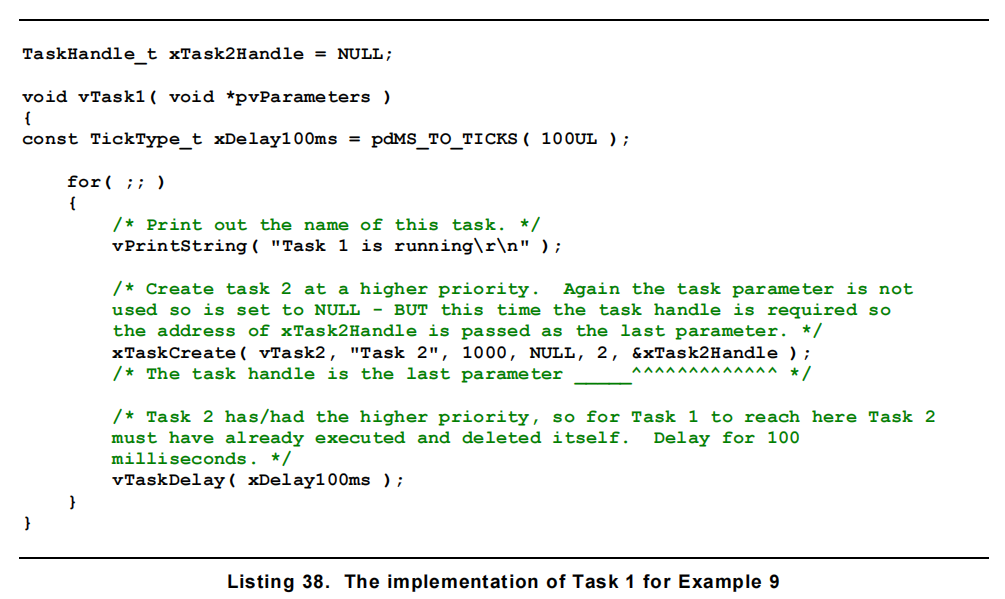 TaskHandle_t xTask2Handle = NULL;
void vTask1( void *pvParameters )
{
const TickType_t xDelay100ms = pdMS_TO_TICKS( 100UL );
for( ;; )
{
/* Print out the name of this task. */
vPrintString( "Task 1 is running\r\n" );
/* Create task 2 at a higher priority.  Again the task parameter is not
used so is set to NULL - BUT this time the task handle is required so
the address of xTask2Handle is passed as the last parameter. */
xTaskCreate( vTask2, "Task 2", 1000, NULL, 2, &xTask2Handle );
/* The task handle is the last parameter _____^^^^^^^^^^^^^ */
/* Task 2 has/had the higher priority, so for Task 1 to reach here Task 2
must have already executed and deleted itself.  Delay for 100
milliseconds. */
vTaskDelay( xDelay100ms );
}
}
Listing 38.  The implementation of Task 1 for Example 9